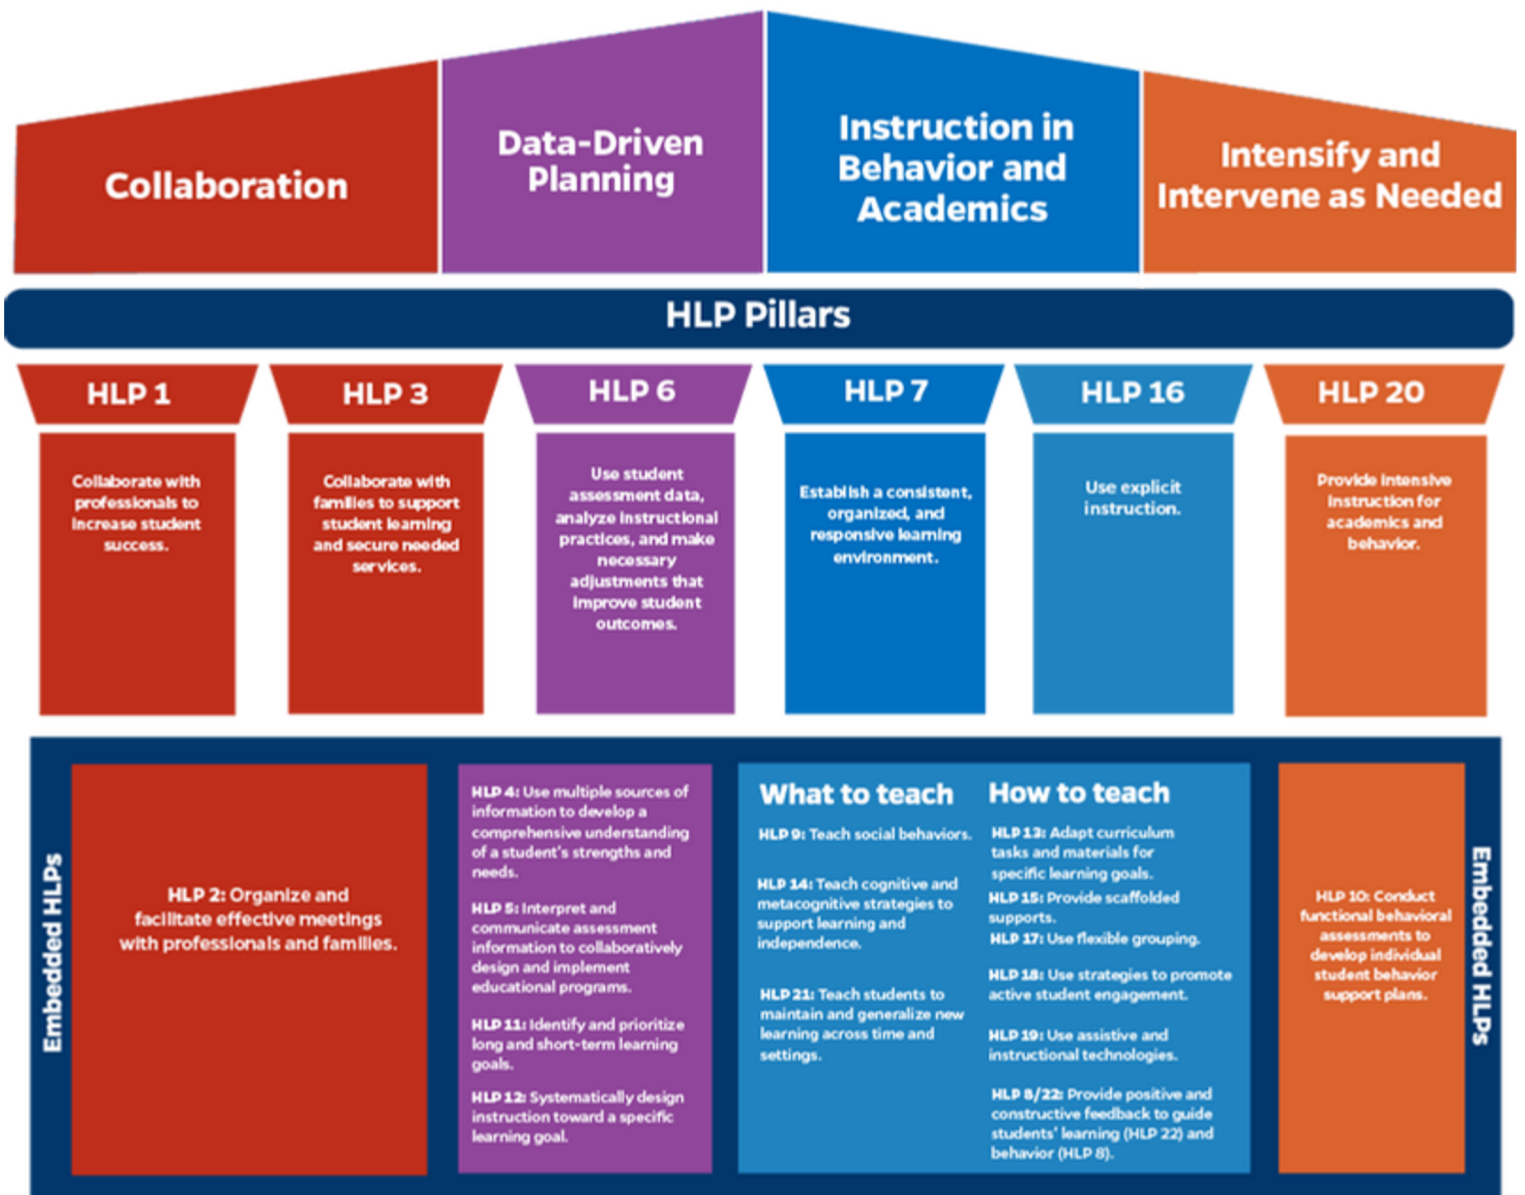 Collaboration
Data-Driven
Planning
Instruction in
Behavior and
Academics
Intensify and
Intervene as Needed
HLP Pillars
HLP 1
Collaborate with
professionals to
increase student
success.
HLP 3
Collaborate with
families to support
student learning
and secure needed
services.
HLP 6
Use student
assessment data,
analyze instructional
practices, and make
necessary
adjustments that
improve student
outcomes.
HLP 7
Establish a consistent,
organized, and
responsive learning
environment.
HLP 16
Use explicit
instruction.
HLP 20
Provide intensive
instruction for
academics and
behavior.
Embedded HLPs
HLP 2: Organize and
facilitate effective meetings
with professionals and families.
HLP 4: Use multiple sources of
information to develop a
comprehensive understanding
of a student's strengths and
needs.
HLP 5: Interpret and
communicate assessment
information to collaboratively
design and implement
educational programs.
HLP 11: Identify and prioritize
long and short-term learning
goals.
HLP 12: Systematically design
instruction toward a specific
learning goal.
What to teach
HLP 9: Teach social behaviors.
HLP 14: Teach cognitive and
metacognitive strategies to
support learning and
independence.
HLP 21: Teach students to
maintain and generalize new
learning across time and
settings.
How to teach
HLP 13: Adapt curriculum
tasks and materials for
specific learning goals.
HLP 15: Provide scaffolded
supports.
HLP 17: Use flexible grouping.
HLP 18: Use strategies to promote
active student engagement.
HLP 19: Use assistive and
instructional technologies.
HLP 8/22: Provide positive and
constructive feedback to guide
students' learning (HLP 22) and
behavior (HLP 8).
HLP 10: Conduct
functional behavioral
assessments to
develop individual
student behavior
support plans.
Embedded HLPs